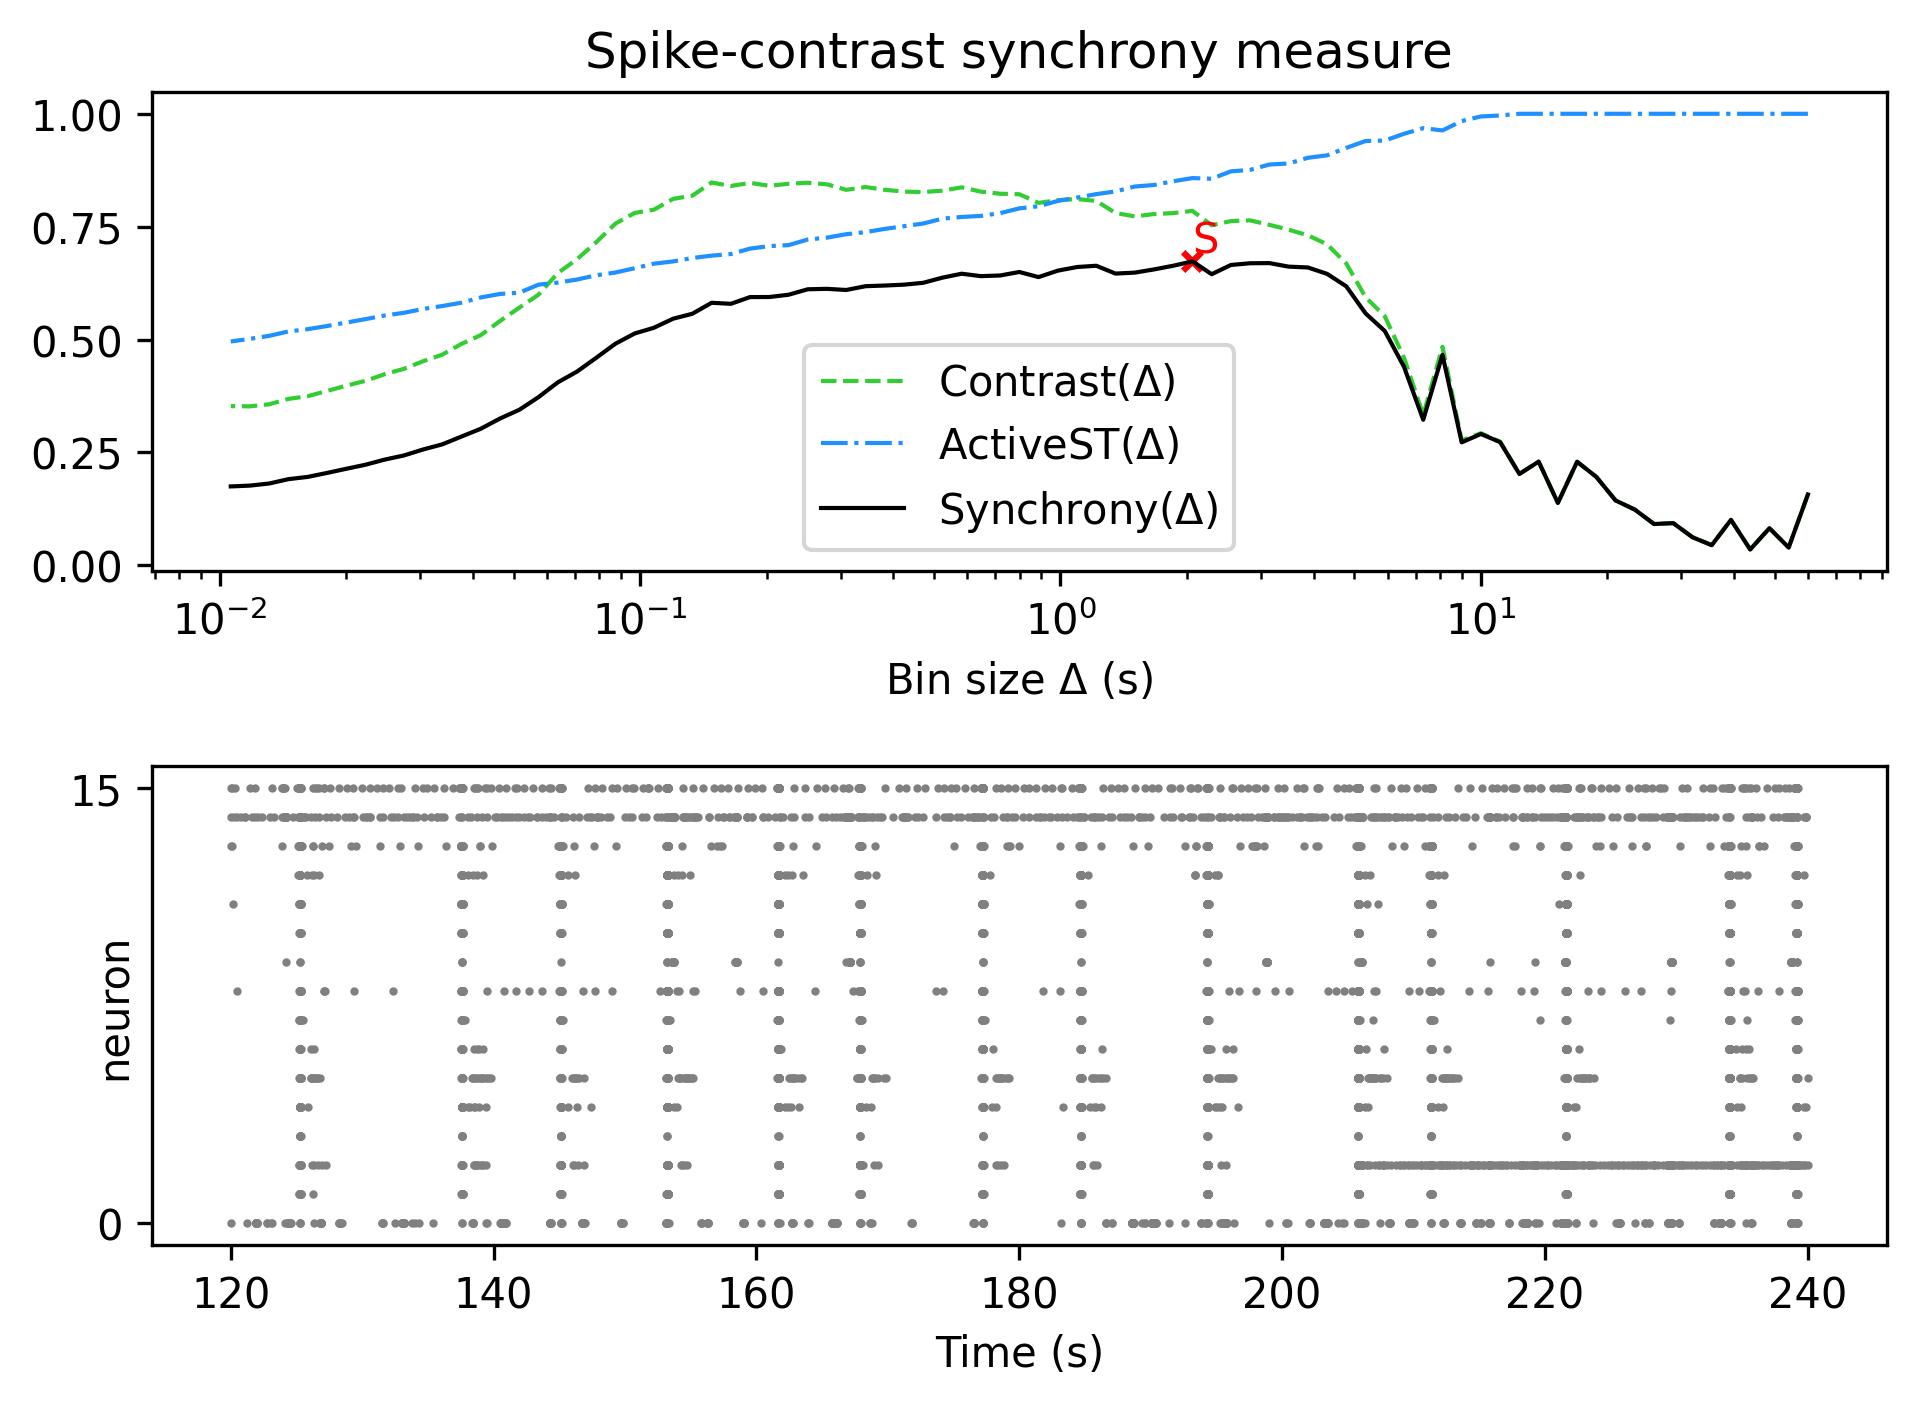 Spike-contrast synchrony measure
1.00
0.75
0.50
0.25
0.00
S
Contrast(Δ)
ActiveST(Δ)
Synchrony(Δ)
10⁻² 10⁻¹ 10⁰ 10¹
Bin size Δ (s)
15
0
neuron
120 140 160 180 200 220 240
Time (s)